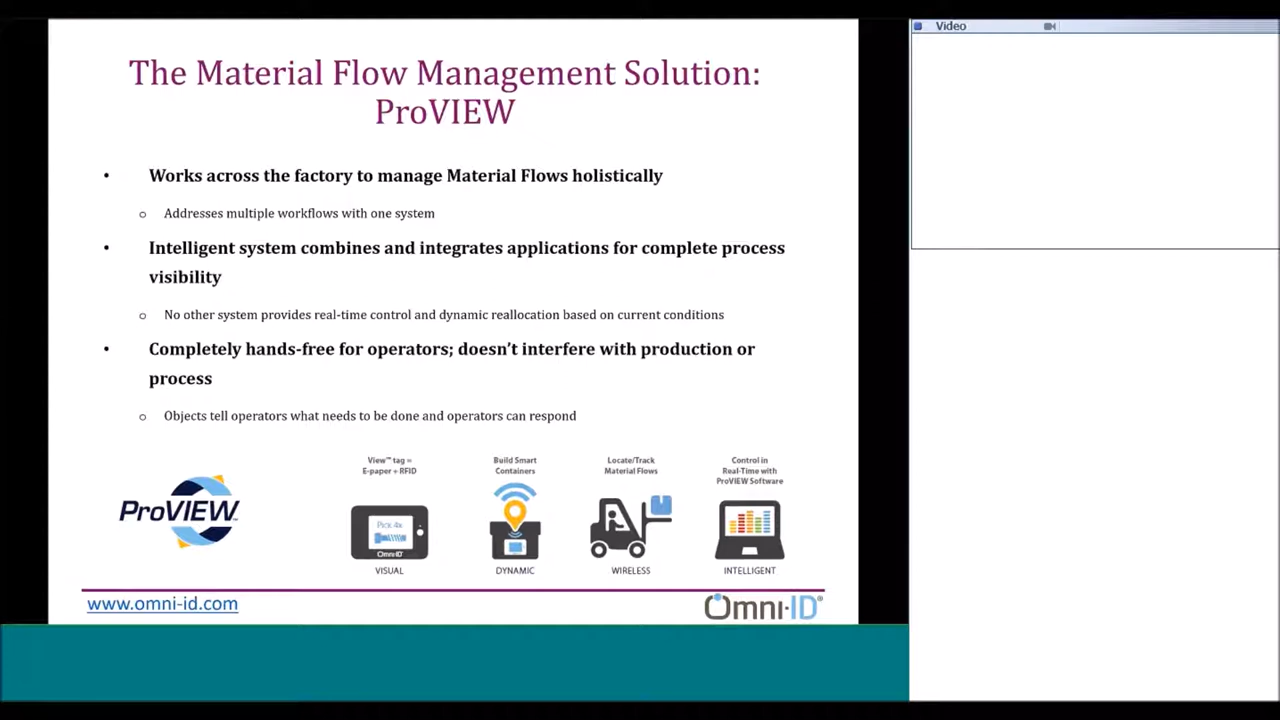 Video
The Material Flow Management Solution:
ProVIEW
• Works across the factory to manage Material Flows holistically
o Addresses multiple workflows with one system
• Intelligent system combines and integrates applications for complete process
visibility
o No other system provides real-time control and dynamic reallocation based on current conditions
• Completely hands-free for operators; doesn’t interfere with production or
process
o Objects tell operators what needs to be done and operators can respond
ProVIEW
View™ tag =
E-paper + RFID
Pick 4x
Omni-ID
VISUAL
Build Smart
Containers
DYNAMIC
Locate/Track
Material Flows
WIRELESS
Control in
Real-Time with
ProVIEW Software
INTELLIGENT
www.omni-id.com
Omni-ID®